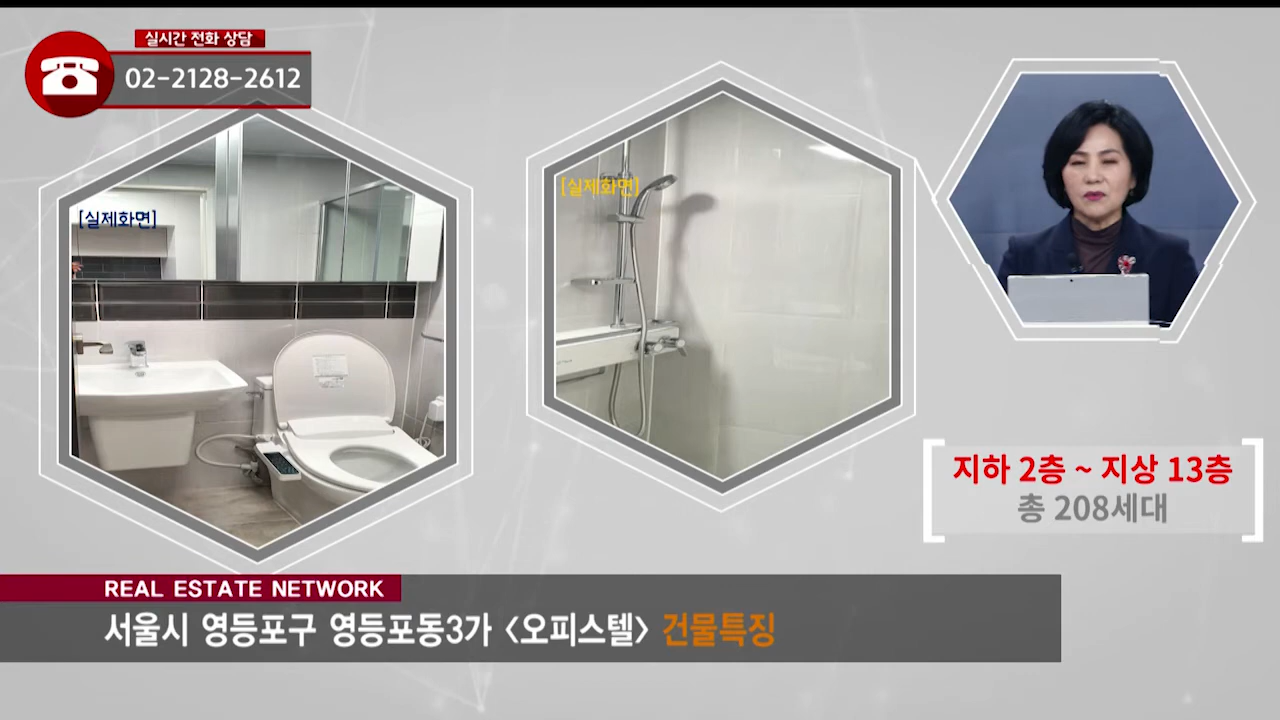 실시간 전화 상담
02-2128-2612
[실제화면]
[실제화면]
지하 2층 ~ 지상 13층
총 208세대
REAL ESTATE NETWORK
서울시 영등포구 영등포동3가 <오피스텔> 건물특징